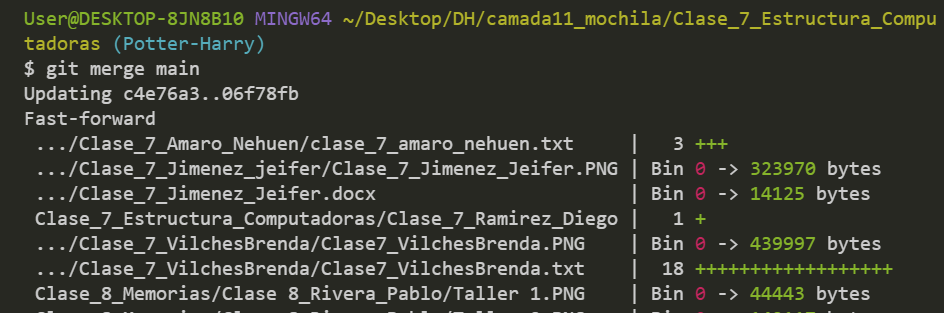 User@DESKTOP-8JN8B10 MINGW64 ~/Desktop/DH/camada11_mochila/Clase_7_Estructura_Compu
tadoras (Potter-Harry)
$ git merge main
Updating c4e76a3..06f78fb
Fast-forward
.../Clase_7_Amaro_Nehuen/clase_7_amaro_nehuen.txt | 3 +++
.../Clase_7_Jimenez_jeifer/Clase_7_Jimenez_Jeifer.PNG | Bin 0 -> 323970 bytes
.../Clase_7_Jimenez_Jeifer.docx | Bin 0 -> 14125 bytes
Clase_7_Estructura_Computadoras/Clase_7_Ramirez_Diego | 1 +
.../Clase_7_VilchesBrenda/Clase7_VilchesBrenda.PNG | Bin 0 -> 439997 bytes
.../Clase_7_VilchesBrenda/Clase7_VilchesBrenda.txt | 18 ++++++++++++++++++
Clase_8_Memorias/Clase 8_Rivera_Pablo/Taller 1.PNG | Bin 0 -> 44443 bytes